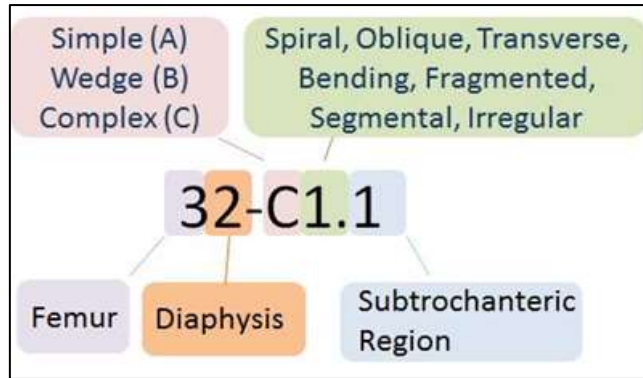 Simple (A)
Wedge (B)
Complex (C)
Spiral, Oblique, Transverse,
Bending, Fragmented,
Segmental, Irregular
32-C1.1
Femur
Diaphysis
Subtrochanteric
Region